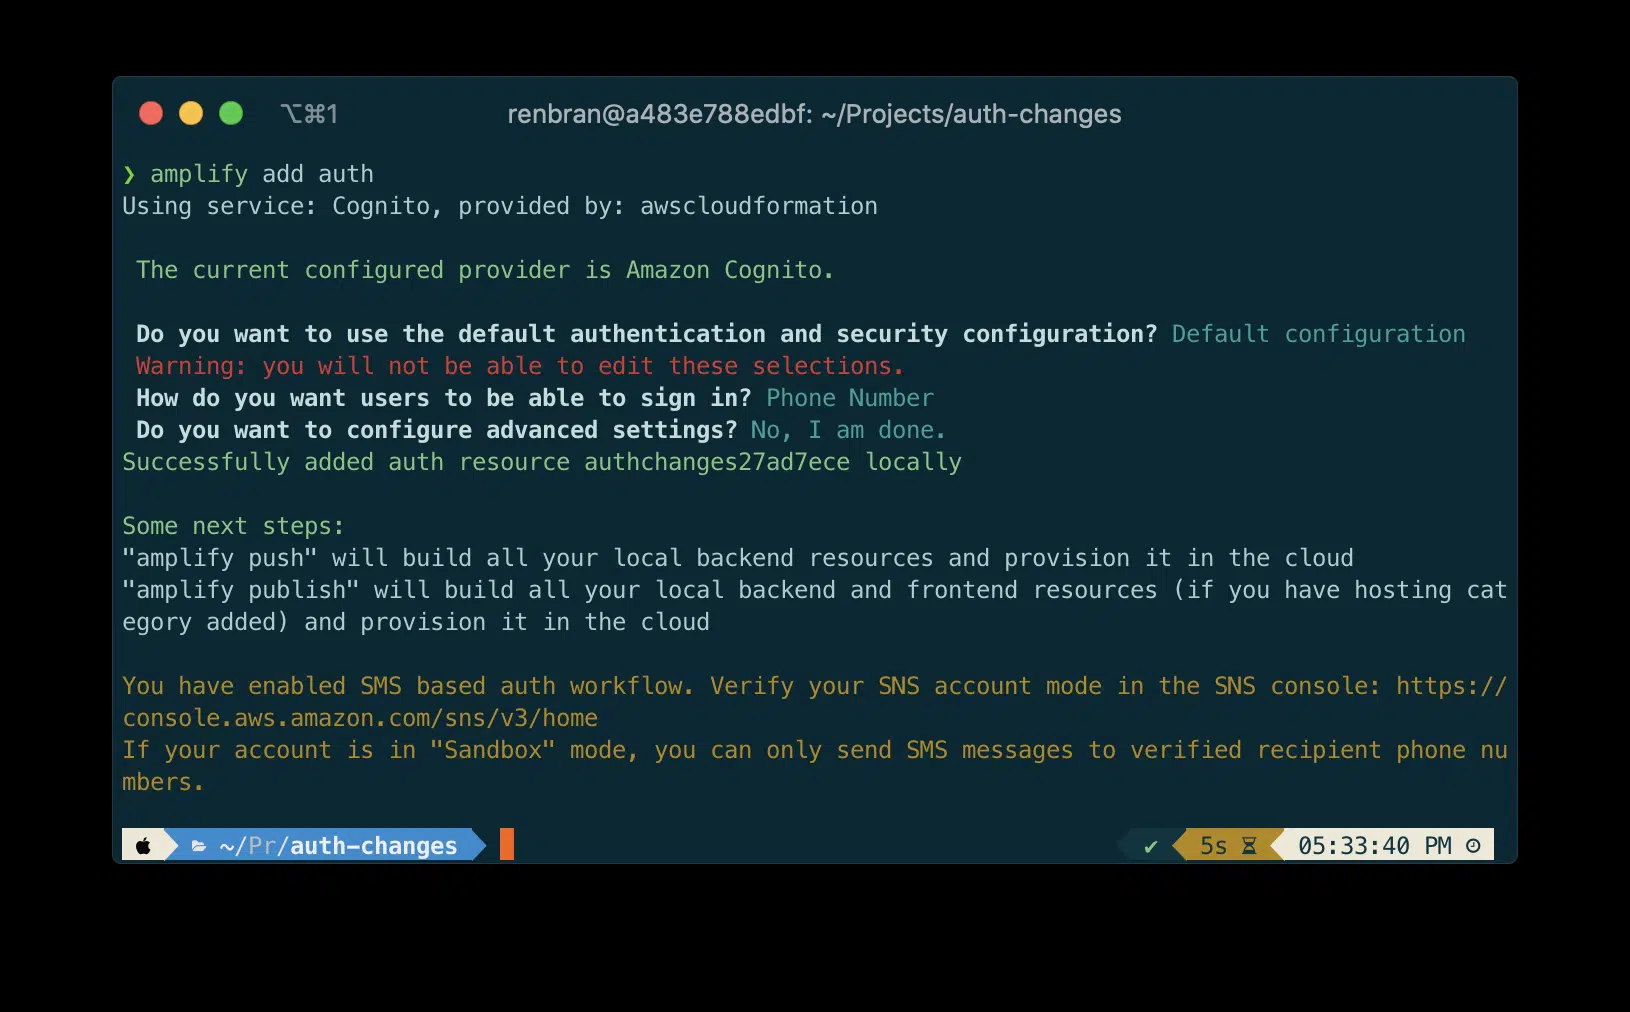 ⌥⌘1 renbran@a483e788edbf: ~/Projects/auth-changes
❯ amplify add auth
Using service: Cognito, provided by: awscloudformation
The current configured provider is Amazon Cognito.
Do you want to use the default authentication and security configuration? Default configuration
Warning: you will not be able to edit these selections.
How do you want users to be able to sign in? Phone Number
Do you want to configure advanced settings? No, I am done.
Successfully added auth resource authchanges27ad7ece locally
Some next steps:
"amplify push" will build all your local backend resources and provision it in the cloud
"amplify publish" will build all your local backend and frontend resources (if you have hosting cat
egory added) and provision it in the cloud
You have enabled SMS based auth workflow. Verify your SNS account mode in the SNS console: https://
console.aws.amazon.com/sns/v3/home
If your account is in "Sandbox" mode, you can only send SMS messages to verified recipient phone nu
mbers.
~/Pr/auth-changes ✔ 5s 05:33:40 PM